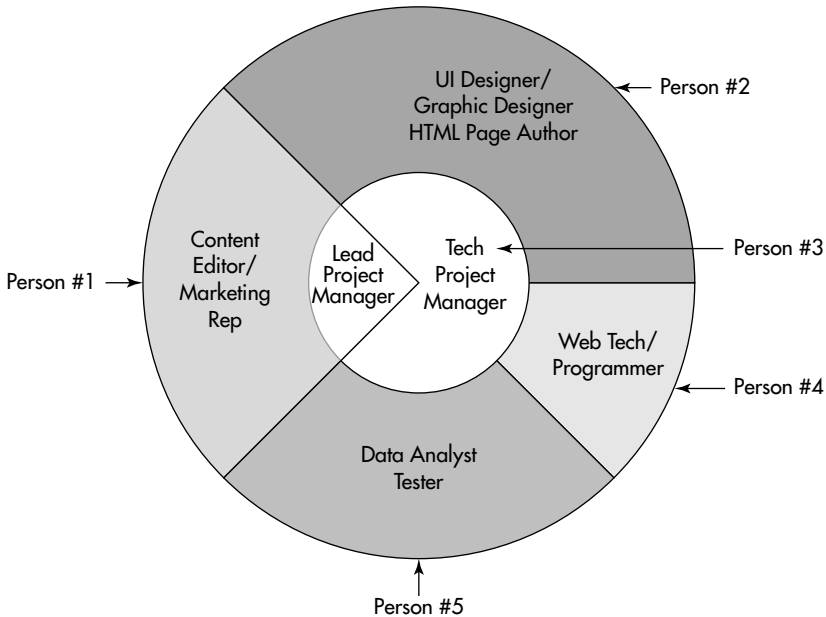 UI Designer/
Graphic Designer
HTML Page Author
Person #2
Content
Editor/
Marketing
Rep
Lead
Project
Manager
Tech
Project
Manager
Person #3
Person #1
Web Tech/
Programmer
Person #4
Data Analyst
Tester
Person #5